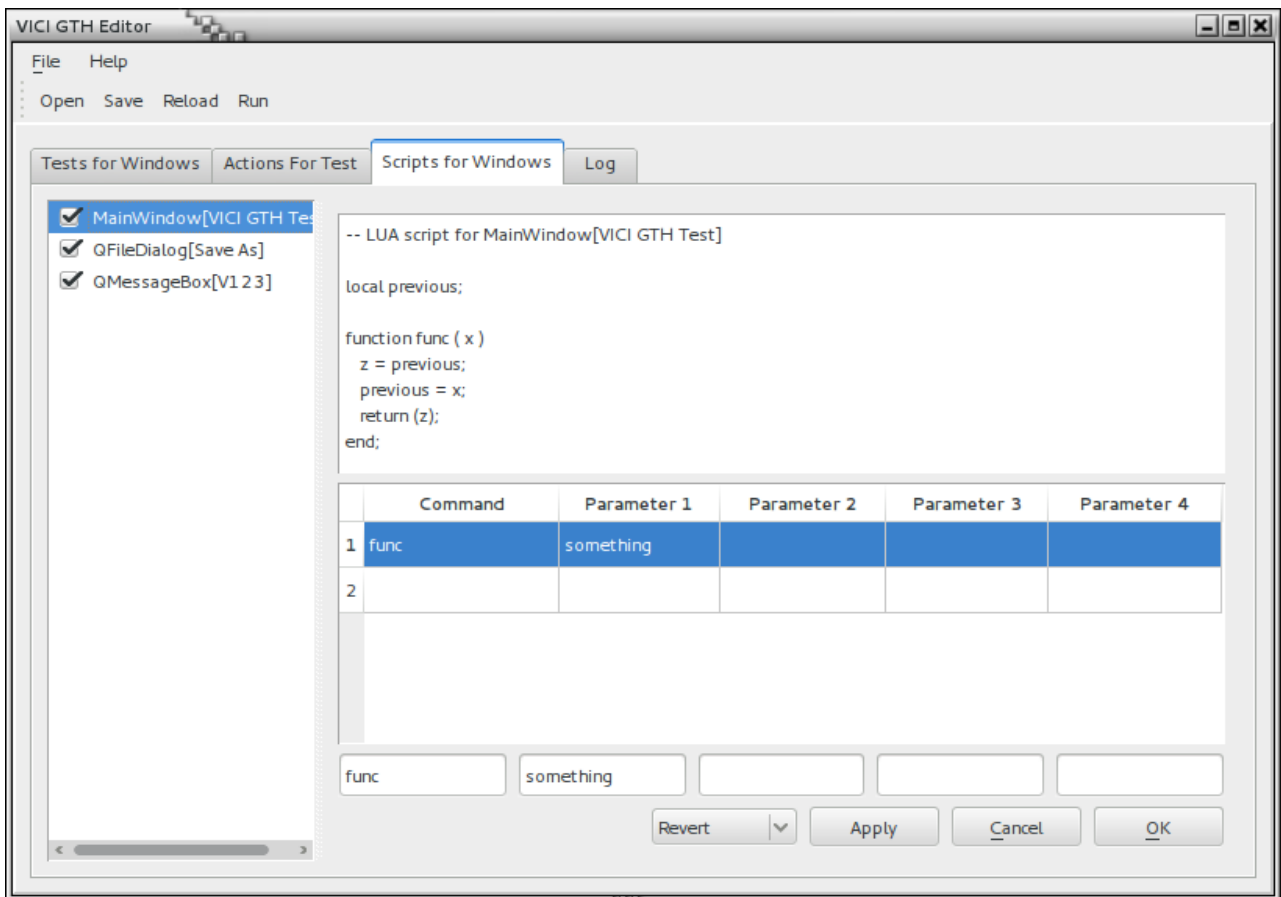 VICI GTH Editor
File Help
Open Save Reload Run
Tests for Windows Actions For Test Scripts for Windows Log
MainWindow[VICI GTH Tes
QFileDialog[Save As]
QMessageBox[V123]
-- LUA script for MainWindow[VICI GTH Test]
local previous;
function func ( x )
z = previous;
previous = x;
return (z);
end;
Command Parameter 1 Parameter 2 Parameter 3 Parameter 4
1 func something
2
func something
Revert Apply Cancel OK